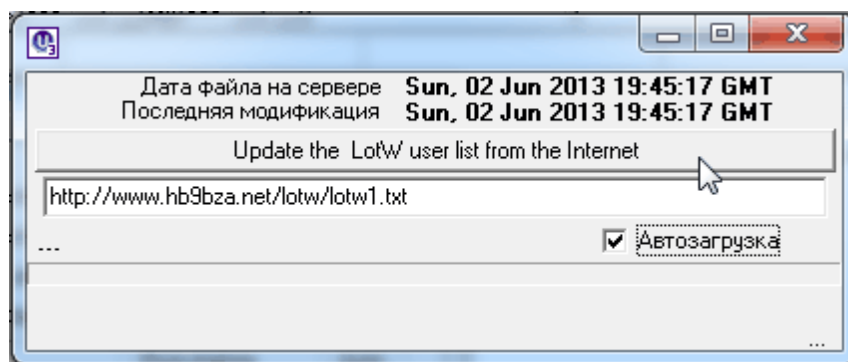 Дата файла на сервере Sun, 02 Jun 2013 19:45:17 GMT
Последняя модификация Sun, 02 Jun 2013 19:45:17 GMT
Update the LotW user list from the Internet
http://www.hb9bza.net/lotw/lotw1.txt
... Автозагрузка
...